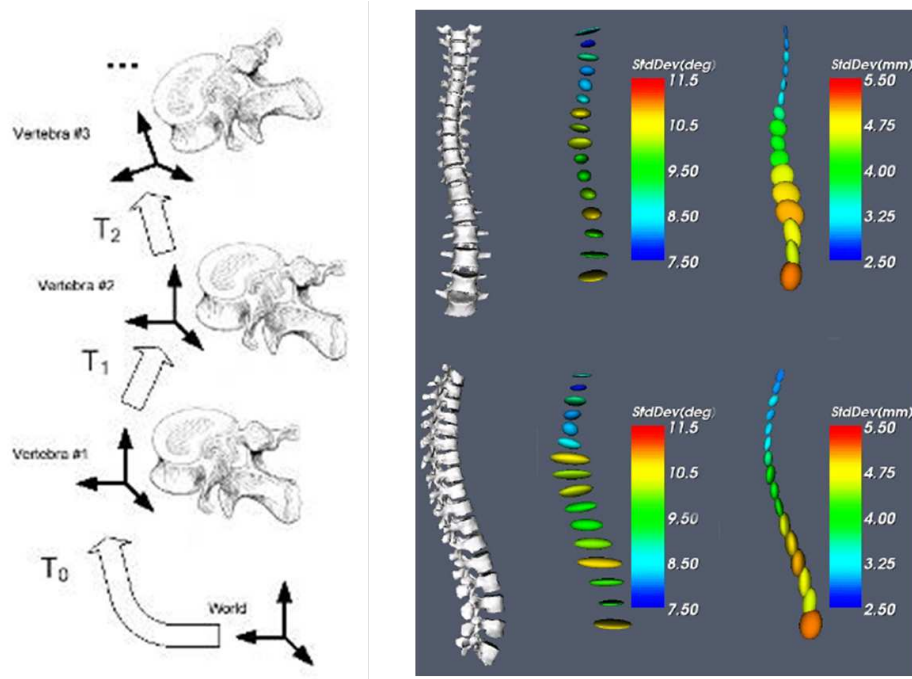 ...
Vertebra #3
T2
Vertebra #2
T1
Vertebra #1
T0
World
StdDev(deg)
11.5
10.5
9.50
8.50
7.50
StdDev(mm)
5.50
4.75
4.00
3.25
2.50
StdDev(deg)
11.5
10.5
9.50
8.50
7.50
StdDev(mm)
5.50
4.75
4.00
3.25
2.50